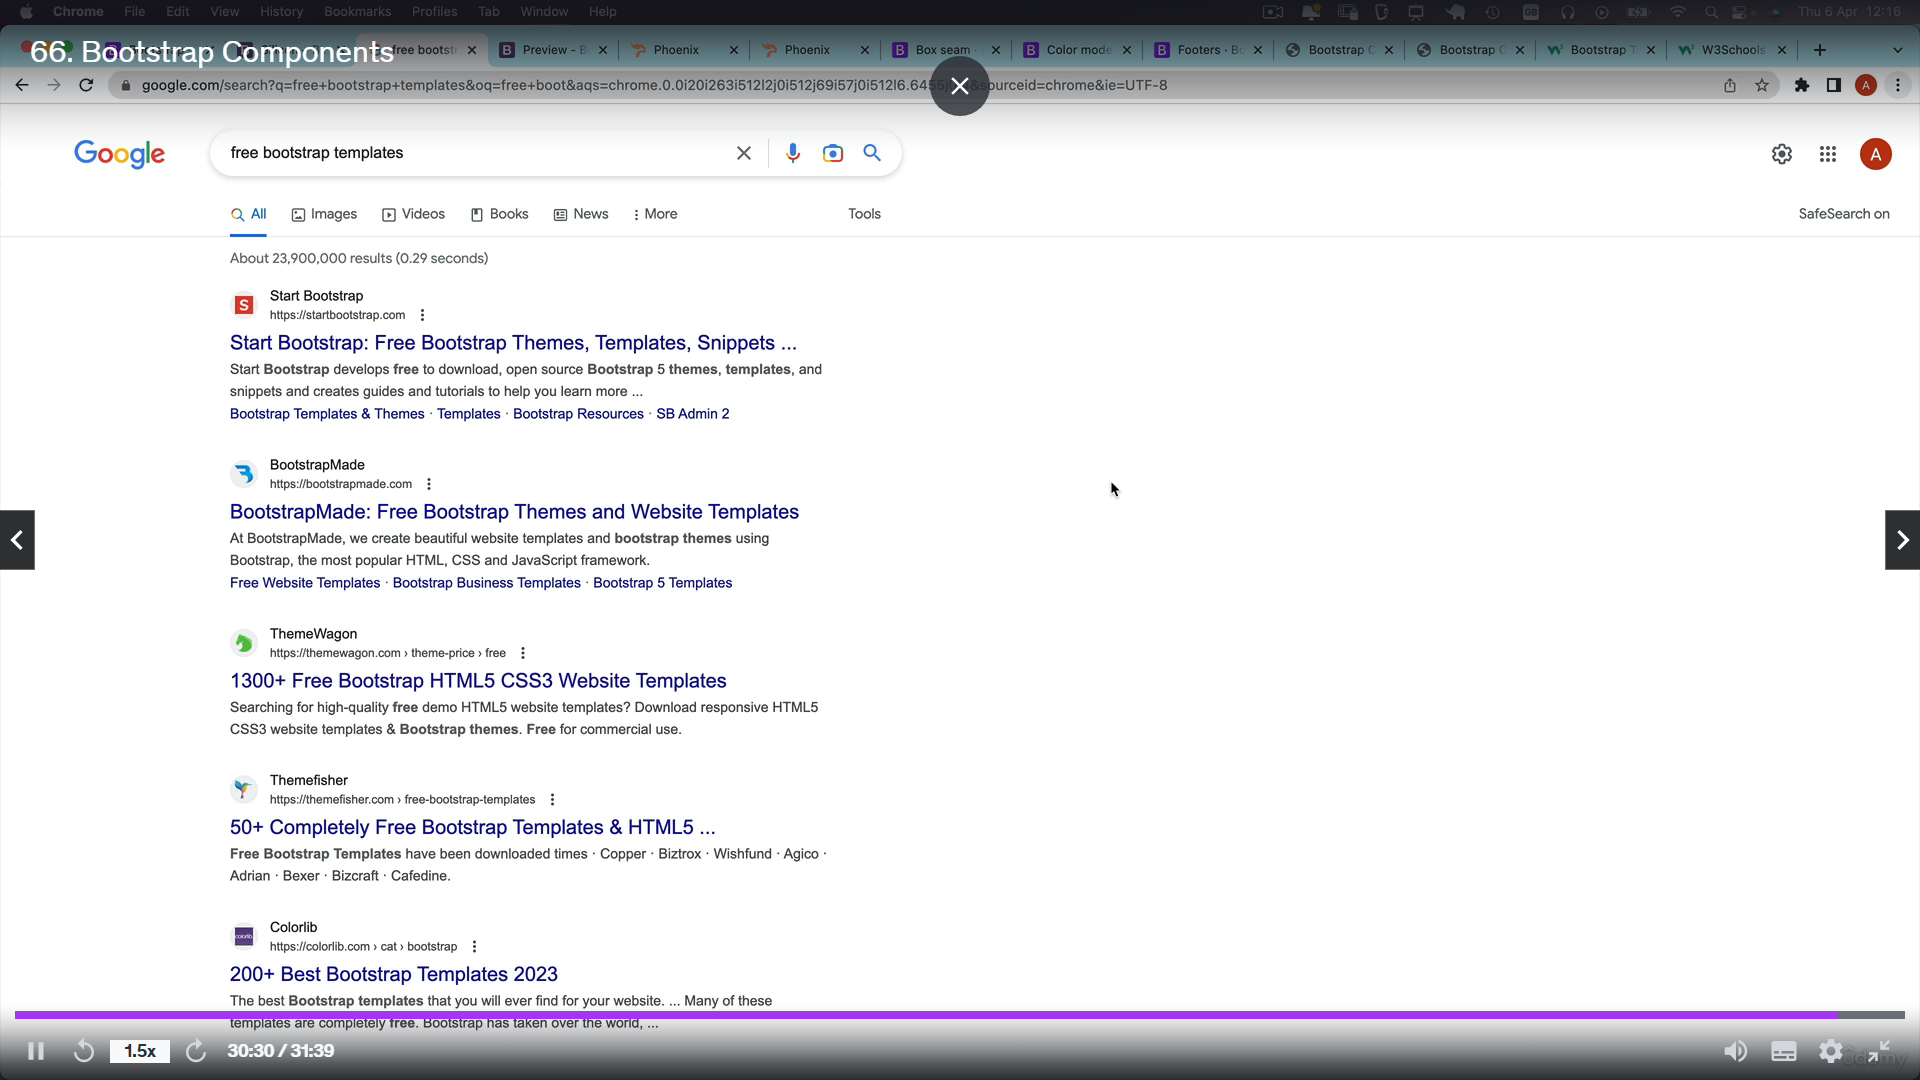 Chrome File Edit View History Bookmarks Profiles Tab Window Help Thu 6 Apr 12:16
66. Bootstrap Components
free bootstr Preview - B Phoenix Phoenix Box seam Color mode Footers · Bo Bootstrap C Bootstrap C Bootstrap T W3Schools
google.com/search?q=free+bootstrap+templates&oq=free+boot&aqs=chrome.0.0i20i263i512l2j0i512j69i57j0i512l6.645 sourceid=chrome&ie=UTF-8
A
Google
free bootstrap templates
A
All Images Videos Books News More Tools SafeSearch on
About 23,900,000 results (0.29 seconds)
S
Start Bootstrap
https://startbootstrap.com
Start Bootstrap: Free Bootstrap Themes, Templates, Snippets ...
Start Bootstrap develops free to download, open source Bootstrap 5 themes, templates, and
snippets and creates guides and tutorials to help you learn more ...
Bootstrap Templates & Themes · Templates · Bootstrap Resources · SB Admin 2
BootstrapMade
https://bootstrapmade.com
BootstrapMade: Free Bootstrap Themes and Website Templates
At BootstrapMade, we create beautiful website templates and bootstrap themes using
Bootstrap, the most popular HTML, CSS and JavaScript framework.
Free Website Templates · Bootstrap Business Templates · Bootstrap 5 Templates
ThemeWagon
https://themewagon.com › theme-price › free
1300+ Free Bootstrap HTML5 CSS3 Website Templates
Searching for high-quality free demo HTML5 website templates? Download responsive HTML5
CSS3 website templates & Bootstrap themes. Free for commercial use.
Themefisher
https://themefisher.com › free-bootstrap-templates
50+ Completely Free Bootstrap Templates & HTML5 ...
Free Bootstrap Templates have been downloaded times · Copper · Biztrox · Wishfund · Agico ·
Adrian · Bexer · Bizcraft · Cafedine.
Colorlib
https://colorlib.com › cat › bootstrap
200+ Best Bootstrap Templates 2023
The best Bootstrap templates that you will ever find for your website. ... Many of these
templates are completely free. Bootstrap has taken over the world, ...
1.5x 30:30 / 31:39
udemy